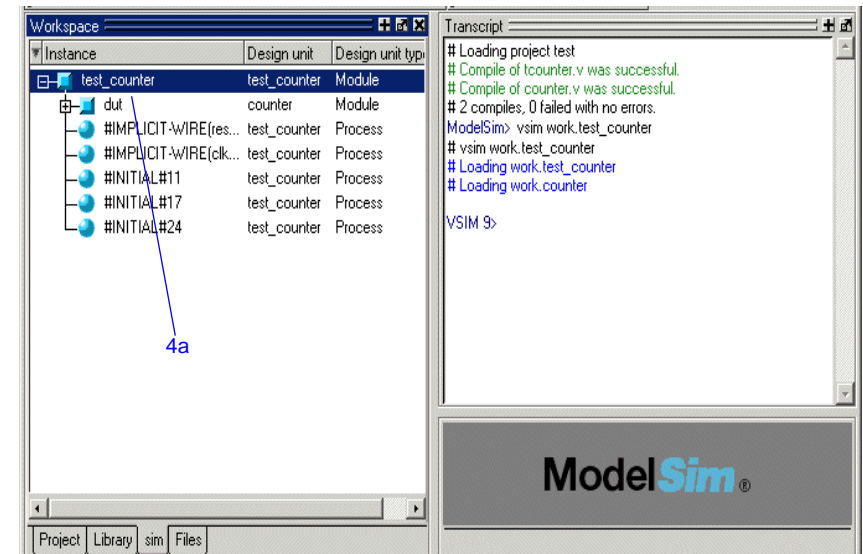 Workspace
Instance Design unit Design unit typ
test_counter test_counter Module
dut counter Module
#IMPLICIT-WIRE(res... test_counter Process
#IMPLICIT-WIRE(clk... test_counter Process
#INITIAL#11 test_counter Process
#INITIAL#17 test_counter Process
#INITIAL#24 test_counter Process
4a
Project Library sim Files
Transcript
# Loading project test
# Compile of tcounter.v was successful.
# Compile of counter.v was successful.
# 2 compiles, 0 failed with no errors.
ModelSim> vsim work.test_counter
# vsim work.test_counter
# Loading work.test_counter
# Loading work.counter
VSIM 9>
ModelSim ®